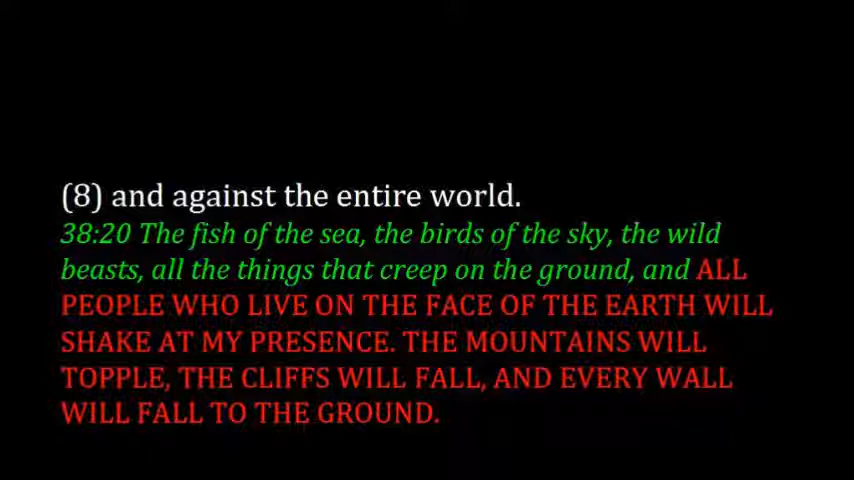 (8) and against the entire world.
38:20 The fish of the sea, the birds of the sky, the wild
beasts, all the things that creep on the ground, and ALL
PEOPLE WHO LIVE ON THE FACE OF THE EARTH WILL
SHAKE AT MY PRESENCE. THE MOUNTAINS WILL
TOPPLE, THE CLIFFS WILL FALL, AND EVERY WALL
WILL FALL TO THE GROUND.